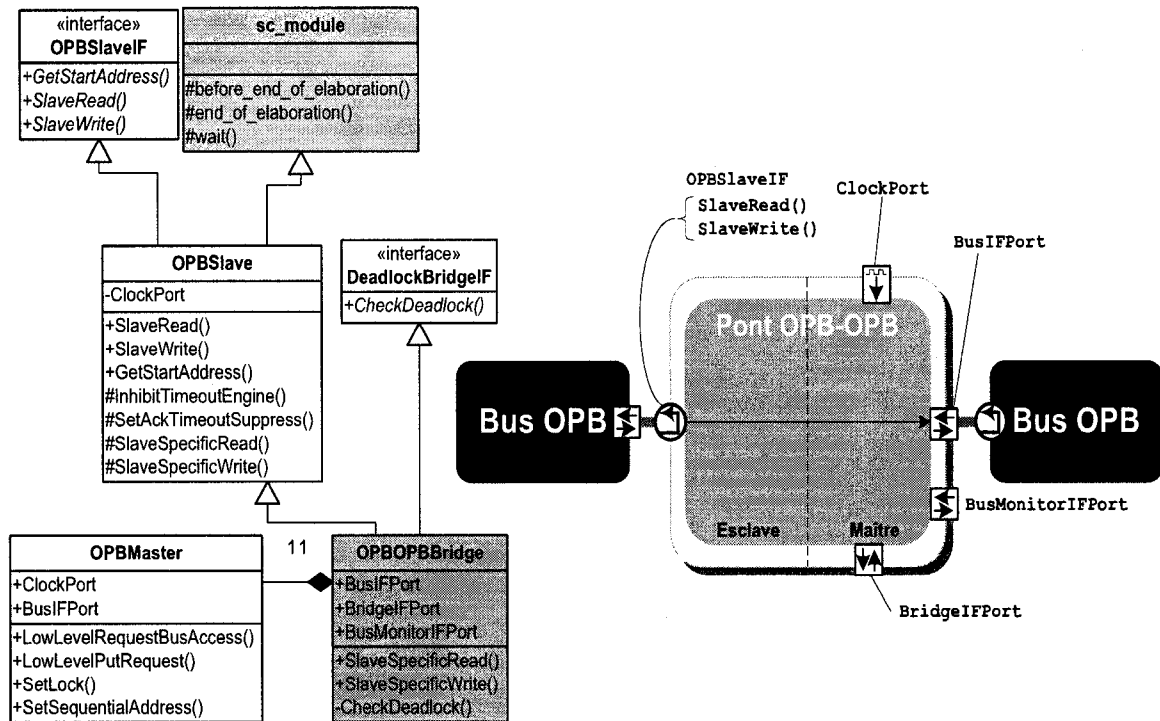 «interface»
OPBSlaveIF
+GetStartAddress()
+SlaveRead()
+SlaveWrite()
sc_module
#before_end_of_elaboration()
#end_of_elaboration()
#wait()
OPBSlave
-ClockPort
+SlaveRead()
+SlaveWrite()
+GetStartAddress()
#InhibitTimeoutEngine()
#SetAckTimeoutSuppress()
#SlaveSpecificRead()
#SlaveSpecificWrite()
«interface»
DeadlockBridgeIF
+CheckDeadlock()
OPBMaster
+ClockPort
+BusIFPort
+LowLevelRequestBusAccess()
+LowLevelPutRequest()
+SetLock()
+SetSequentialAddress()
11
OPBOPBBridge
+BusIFPort
+BridgeIFPort
+BusMonitorIFPort
+SlaveSpecificRead()
+SlaveSpecificWrite()
-CheckDeadlock()
OPBSlaveIF
SlaveRead()
SlaveWrite()
ClockPort
BusIFPort
Pont OPB-OPB
Bus OPB
Bus OPB
BusMonitorIFPort
Esclave
Maître
BridgeIFPort